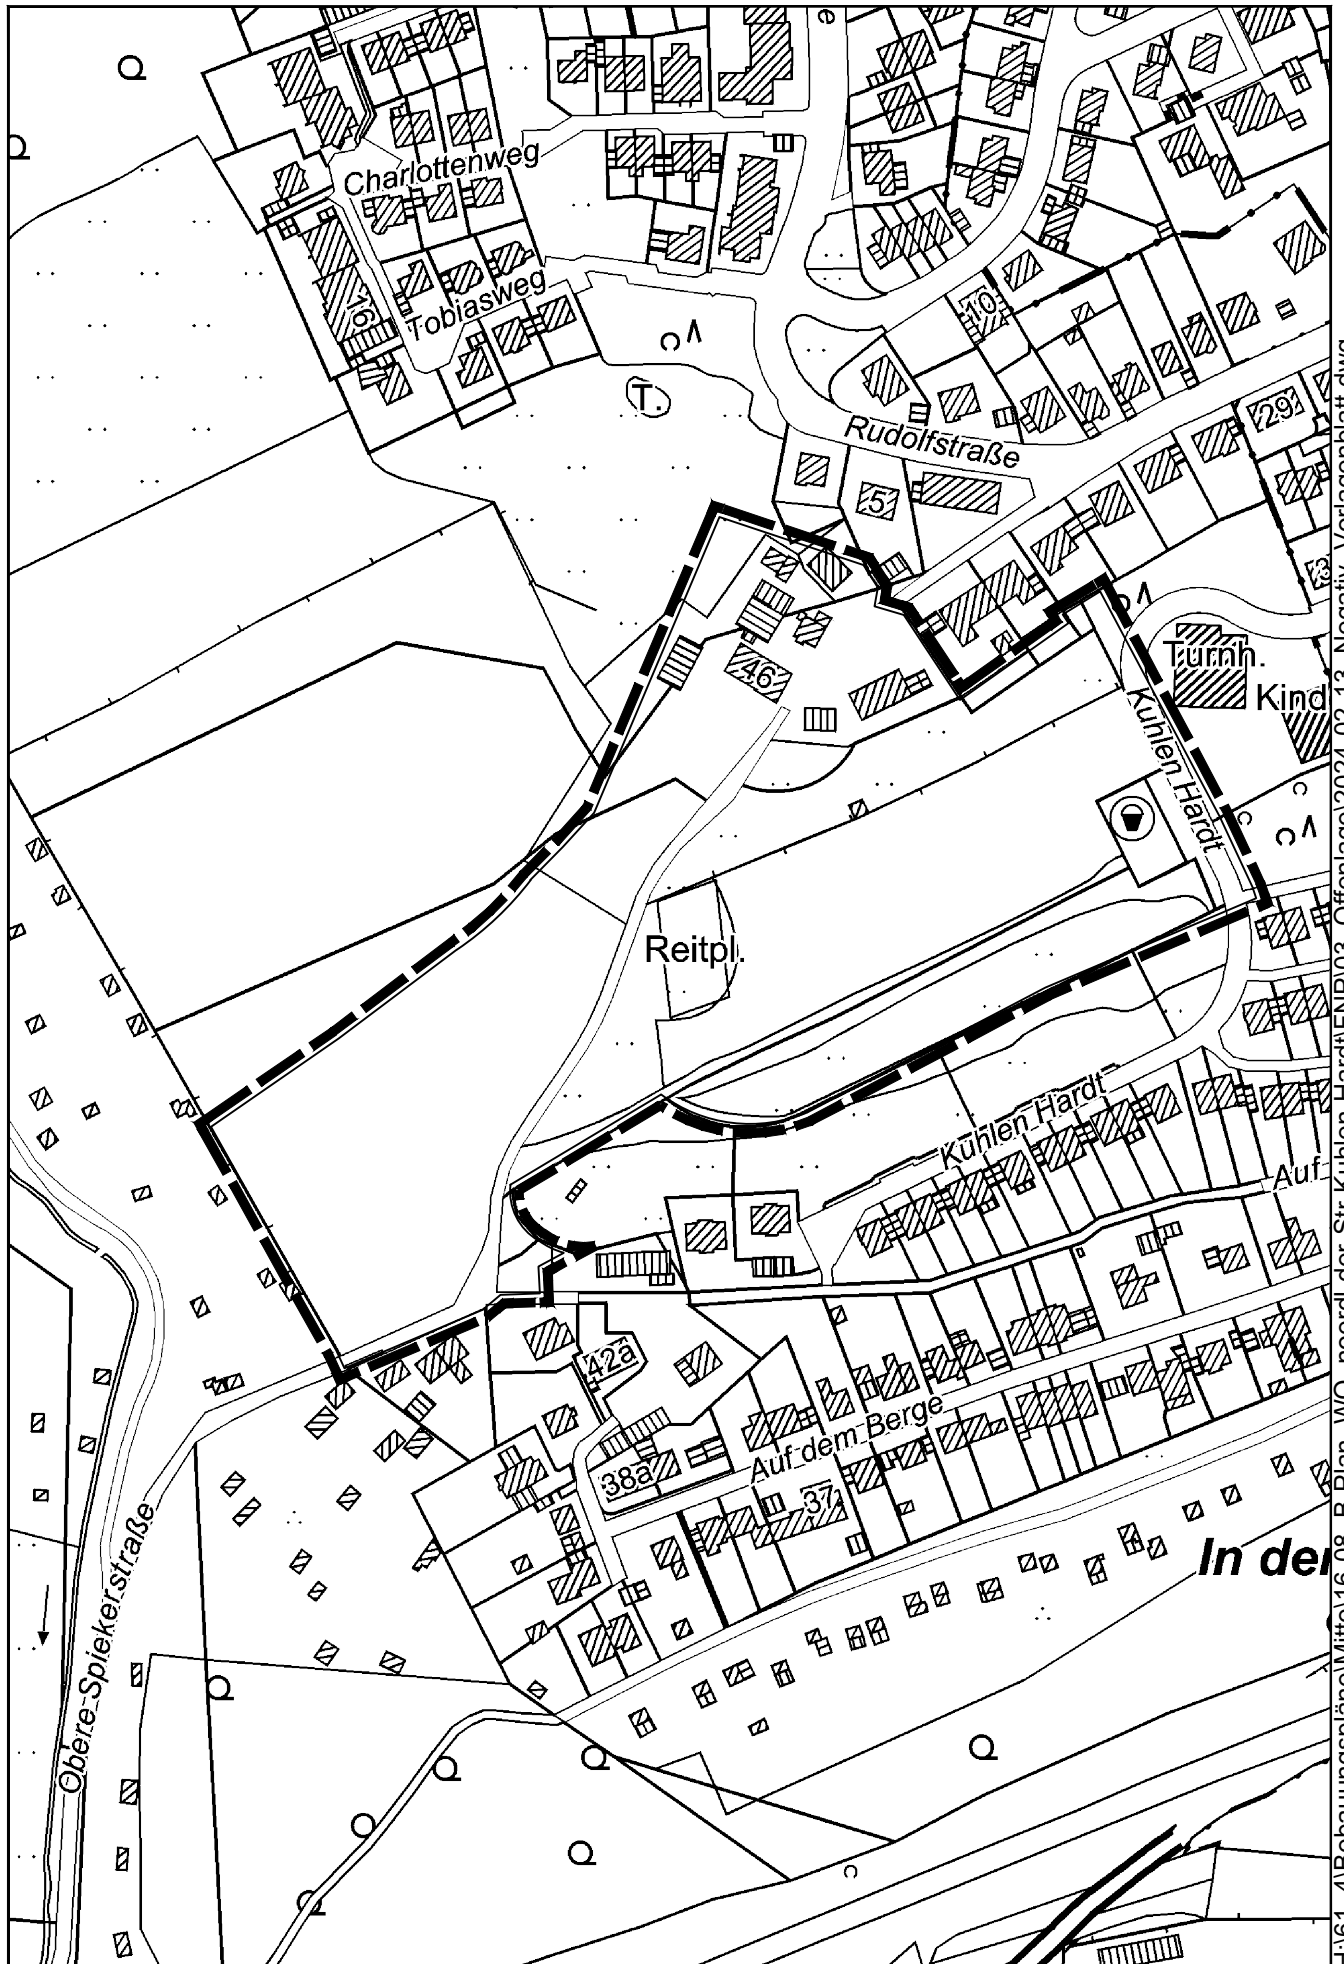 e
Charlottenweg
16
Tobiasweg
10
T.
Rudolfstraße
29
5
Turnh.
46
Kind
Kuhlen Hardt
Reitpl.
Kuhlen Hardt
Auf
42a
Auf dem Berge
38a
37
In der
Obere-Spiekerstraße